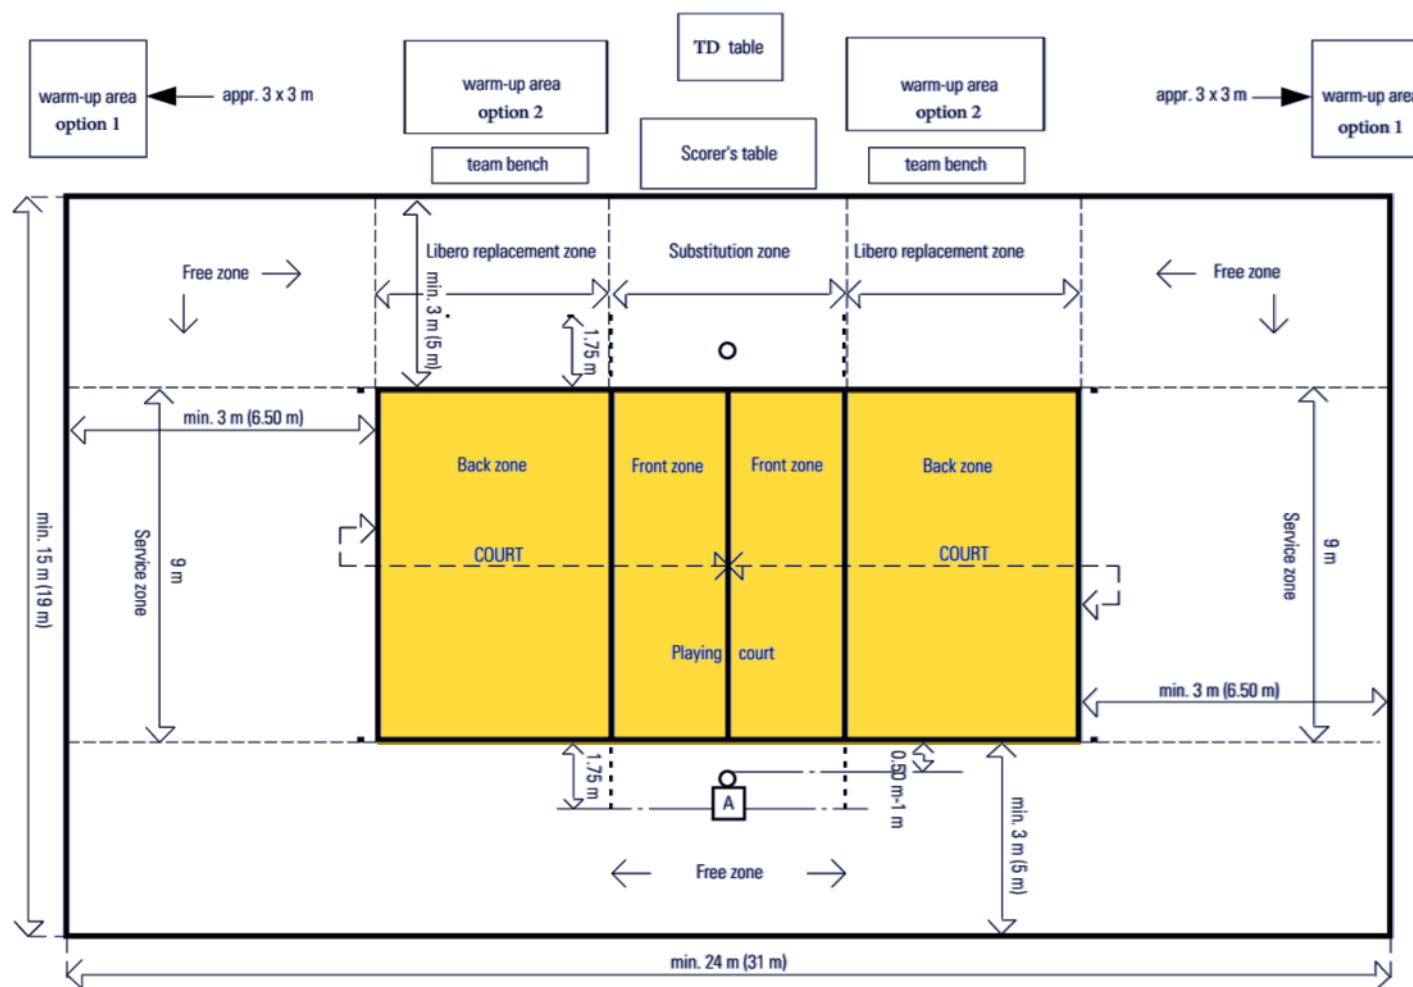 TD table
warm-up area
option 1
appr. 3 x 3 m
warm-up area
option 2
warm-up area
option 2
appr. 3 x 3 m
warm-up area
option 1
Scorer's table
team bench
team bench
Libero replacement zone
Substitution zone
Libero replacement zone
Free zone
Free zone
min. 3 m (5 m)
1.75 m
min. 3 m (6.50 m)
Back zone
Front zone
Front zone
Back zone
min. 15 m (19 m)
Service zone
9 m
COURT
COURT
Service zone
9 m
Playing court
min. 3 m (6.50 m)
1.75 m
0.50 m-1 m
A
min. 3 m (5 m)
Free zone
min. 24 m (31 m)